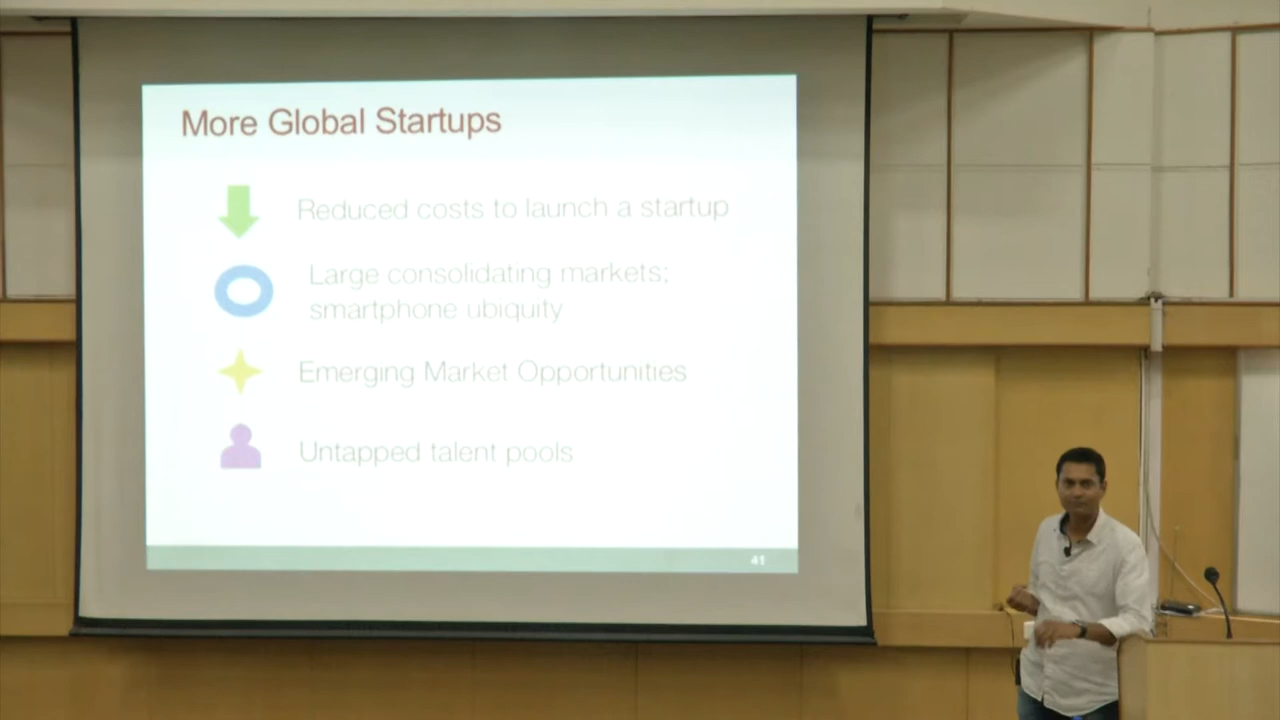 More Global Startups
Reduced costs to launch a startup
Large consolidating markets;
smartphone ubiquity
Emerging Market Opportunities
Untapped talent pools
41